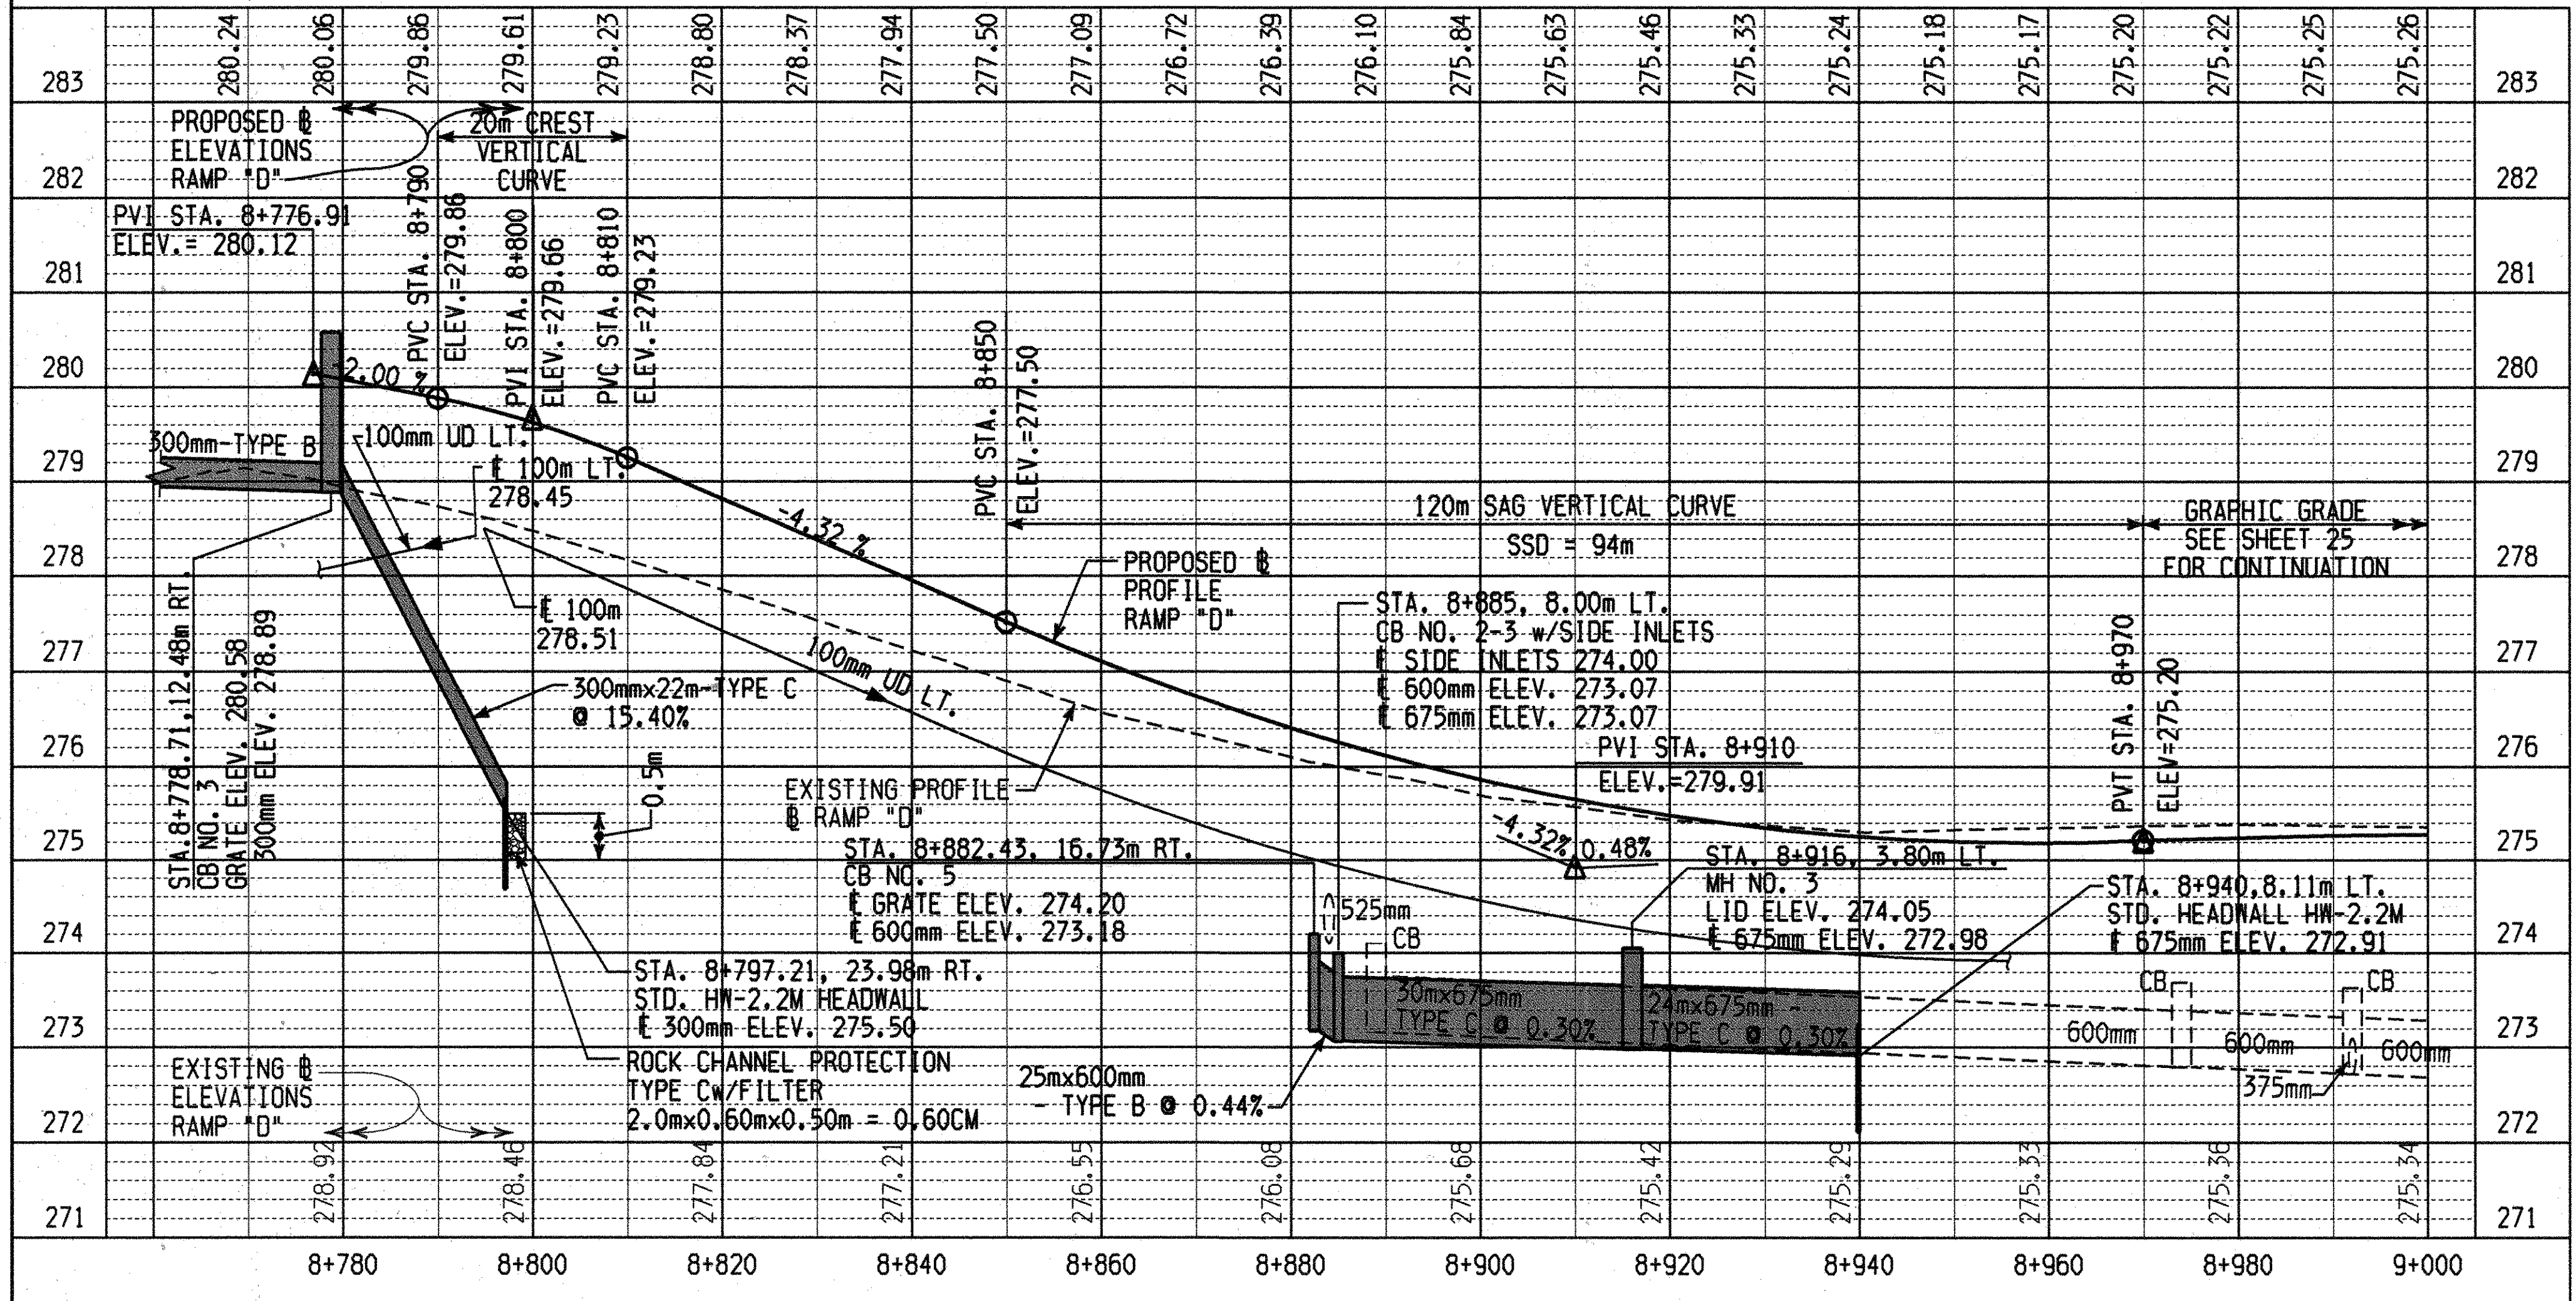 280.24 280.06 279.86 279.61 279.23 278.80 278.37 277.94 277.50 277.09 276.72 276.39 276.10 275.84 275.63 275.46 275.33 275.24 275.18 275.17 275.20 275.22 275.25 275.26
283 283
282 282
281 281
280 280
279 279
278 278
277 277
276 276
275 275
274 274
273 273
272 272
271 271
PROPOSED ℄
ELEVATIONS
RAMP "D"
20m CREST
VERTICAL
CURVE
PVI STA. 8+776.91
ELEV.= 280.12
PVC STA. 8+790
ELEV.=279.86
PVI STA. 8+800
ELEV.=279.66
PVC STA. 8+810
ELEV.=279.23
-2.00 %
300mm-TYPE B
100mm UD LT.
100m LT.
278.45
100m
278.51
-4.32 %
PVC STA. 8+850
ELEV.=277.50
120m SAG VERTICAL CURVE
SSD = 94m
GRAPHIC GRADE
SEE SHEET 25
FOR CONTINUATION
PROPOSED ℄
PROFILE
RAMP "D"
STA. 8+885, 8.00m LT.
CB NO. 2-3 w/SIDE INLETS
SIDE INLETS 274.00
600mm ELEV. 273.07
675mm ELEV. 273.07
STA.8+778.71,12.48m RT.
CB NO. 3
GRATE ELEV. 280.58
300mm ELEV. 278.89
300mmx22m-TYPE C
@ 15.40%
100mm UD LT.
0.5m
EXISTING PROFILE
℄ RAMP "D"
PVI STA. 8+910
ELEV.=279.91
-4.32% 0.48%
PVT STA. 8+970
ELEV=275.20
STA. 8+882.43, 16.73m RT.
CB NO. 5
GRATE ELEV. 274.20
600mm ELEV. 273.18
525mm
CB
STA. 8+916, 3.80m LT.
MH NO. 3
LID ELEV. 274.05
675mm ELEV. 272.98
STA. 8+940,8.11m LT.
STD. HEADWALL HW-2.2M
675mm ELEV. 272.91
STA. 8+797.21, 23.98m RT.
STD. HW-2.2M HEADWALL
300mm ELEV. 275.50
ROCK CHANNEL PROTECTION
TYPE Cw/FILTER
2.0mx0.60mx0.50m = 0.60CM
25mx600mm
- TYPE B @ 0.44%
30mx675mm
TYPE C @ 0.30%
24mx675mm -
TYPE C @ 0.30%
CB CB
600mm 600mm 600mm
375mm
EXISTING ℄
ELEVATIONS
RAMP "D"
278.92 278.46 277.84 277.21 276.55 276.08 275.68 275.42 275.29 275.33 275.36 275.34
8+780 8+800 8+820 8+840 8+860 8+880 8+900 8+920 8+940 8+960 8+980 9+000